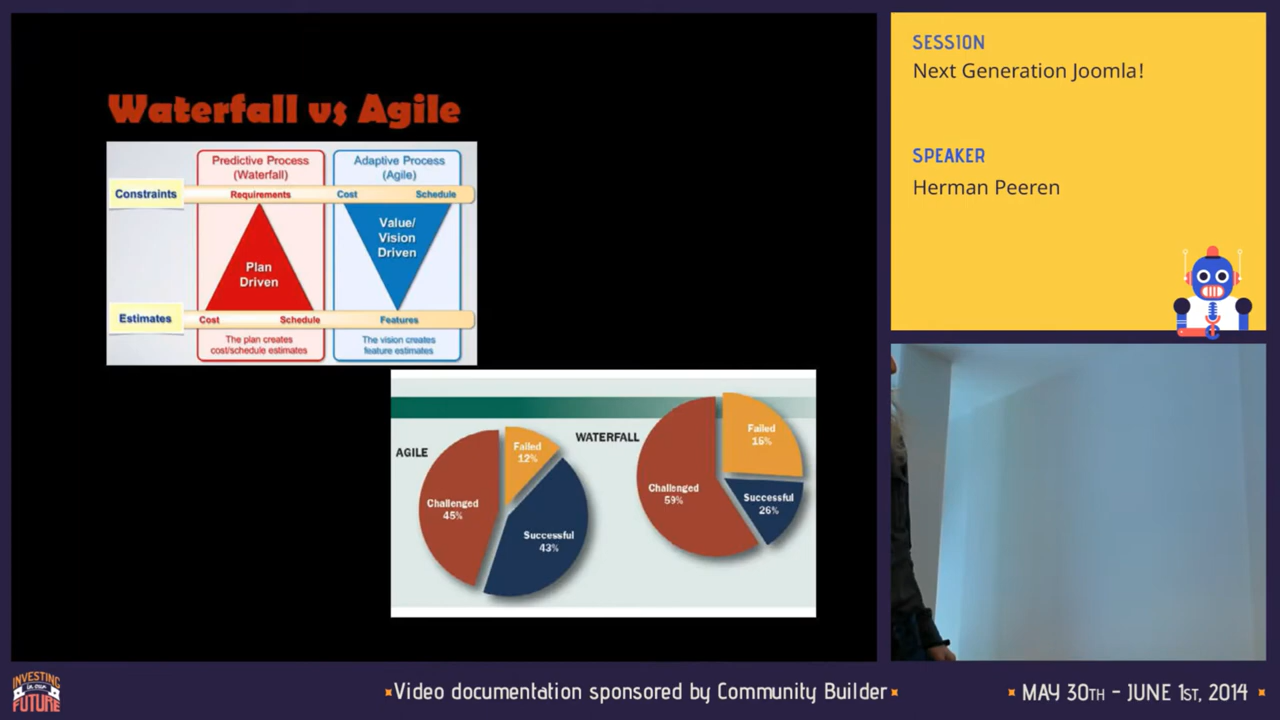 Waterfall vs Agile
Predictive Process
(Waterfall)
Adaptive Process
(Agile)
Constraints
Requirements
Cost
Schedule
Plan
Driven
Value/
Vision
Driven
Estimates
Cost
Schedule
Features
The plan creates
cost/schedule estimates
The vision creates
feature estimates
AGILE
Failed
12%
Challenged
45%
Successful
43%
WATERFALL
Failed
15%
Challenged
59%
Successful
26%
SESSION
Next Generation Joomla!
SPEAKER
Herman Peeren
INVESTING
in our
FUTURE
Video documentation sponsored by Community Builder
MAY 30TH - JUNE 1ST, 2014